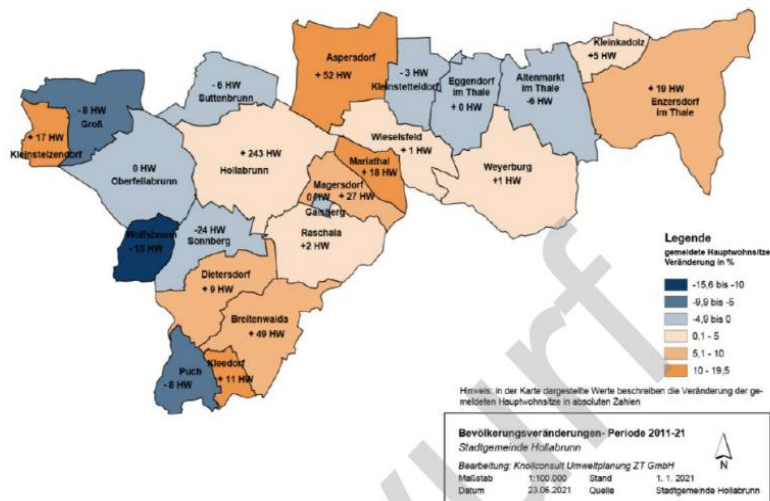 Aspersdorf
+ 52 HW
Kleinkadolz
+5 HW
- 3 HW
Kleinstetteldorf
Eggendorf
im Thale
+ 0 HW
Altenmarkt
im Thale
-6 HW
+ 19 HW
Enzersdorf
im Thale
- 6 HW
Suttenbrunn
- 8 HW
Groß
+ 17 HW
Kleinstelzendorf
+ 243 HW
Hollabrunn
Wieselsfeld
+ 1 HW
Mariathal
+ 18 HW
Weyerburg
+1 HW
0 HW
Oberfellabrunn
Magersdorf
+ 27 HW
0 HW
Gaisberg
Raschala
+2 HW
Wolfsbrunn
- 10 HW
-24 HW
Sonnberg
Dietersdorf
+ 9 HW
Breitenwaida
+ 49 HW
Puch
- 8 HW
Kleedorf
+ 11 HW
Legende
gemeldete Hauptwohnsitze
Veränderung in %
-15,6 bis -10
-9,9 bis -5
-4,9 bis 0
0,1 - 5
5,1 - 10
10 - 19,5
Hinweis: In der Karte dargestellte Werte beschreiben die Veränderung der ge-
meldeten Hauptwohnsitze in absoluten Zahlen
Bevölkerungsveränderungen- Periode 2011-21
Stadtgemeinde Hollabrunn
Bearbeitung: Knollconsult Umweltplanung ZT GmbH
Maßstab 1:100.000 Stand 1. 1. 2021
Datum 23.06.2021 Quelle Stadtgemeinde Hollabrunn
N
urf